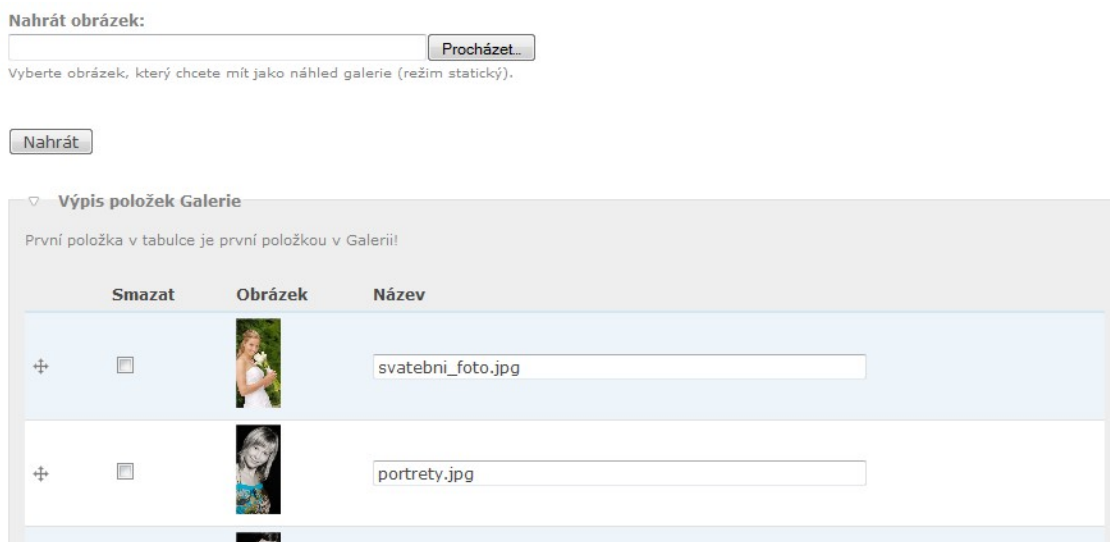 Nahrát obrázek:
Procházet...
Vyberte obrázek, který chcete mít jako náhled galerie (režim statický).
Nahrát
Výpis položek Galerie
První položka v tabulce je první položkou v Galerii!
Smazat Obrázek Název
svatebni_foto.jpg
portrety.jpg